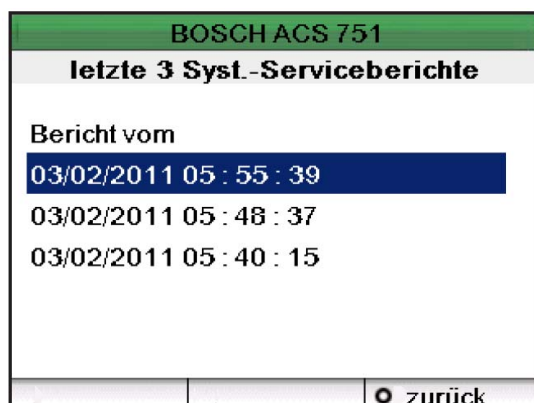 BOSCH ACS 751
letzte 3 Syst.-Serviceberichte
Bericht vom
03/02/2011 05 : 55 : 39
03/02/2011 05 : 48 : 37
03/02/2011 05 : 40 : 15
zurück